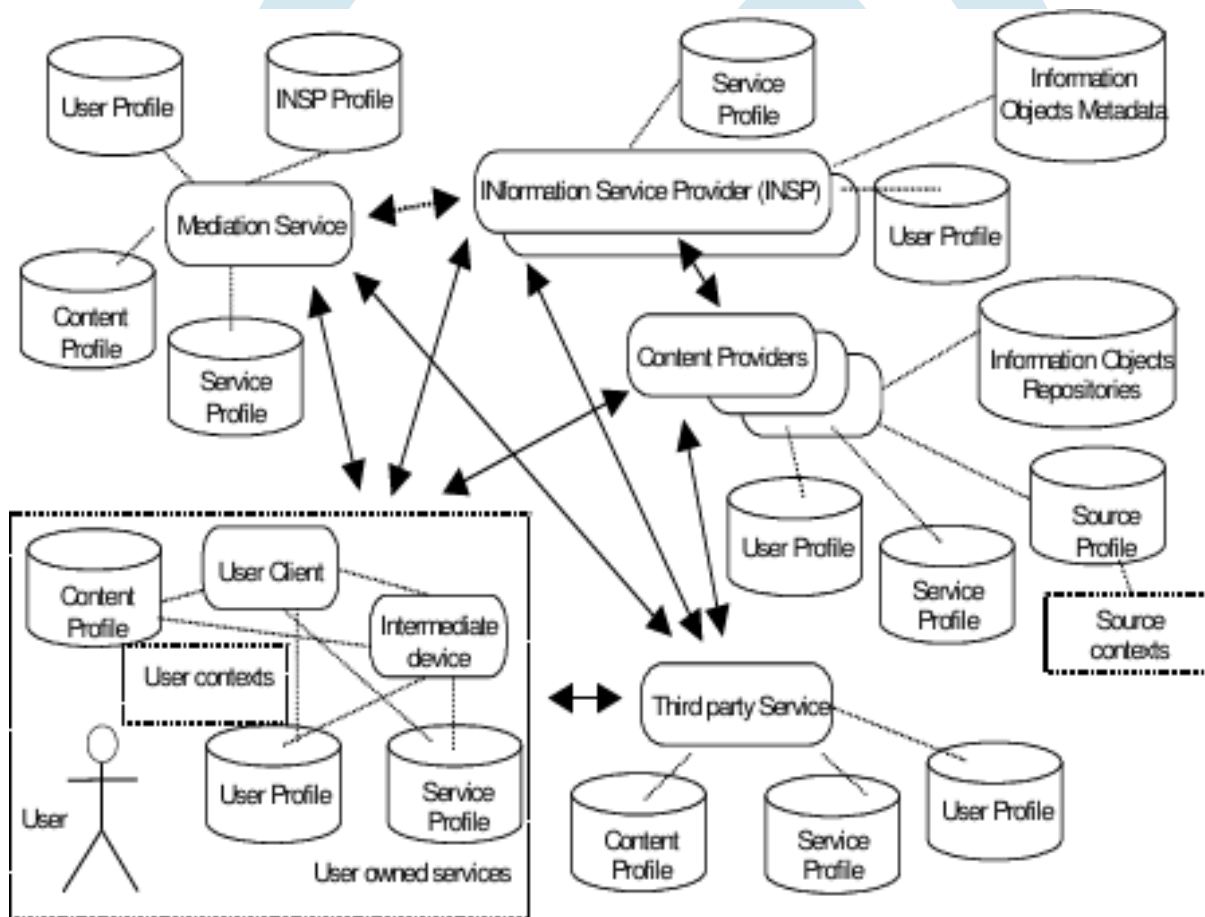 User Profile
INSP Profile
Service
Profile
Information
Objects Metadata
INformation Service Provider (INSP)
Mediation Service
User Profile
Content
Profile
Service
Profile
Content Providers
Information Objects
Repositories
User Profile
Service
Profile
Source
Profile
Source
contexts
User Client
Content
Profile
Intermediate
device
User contexts
User Profile
Service
Profile
User
User owned services
Third party Service
Content
Profile
Service
Profile
User Profile